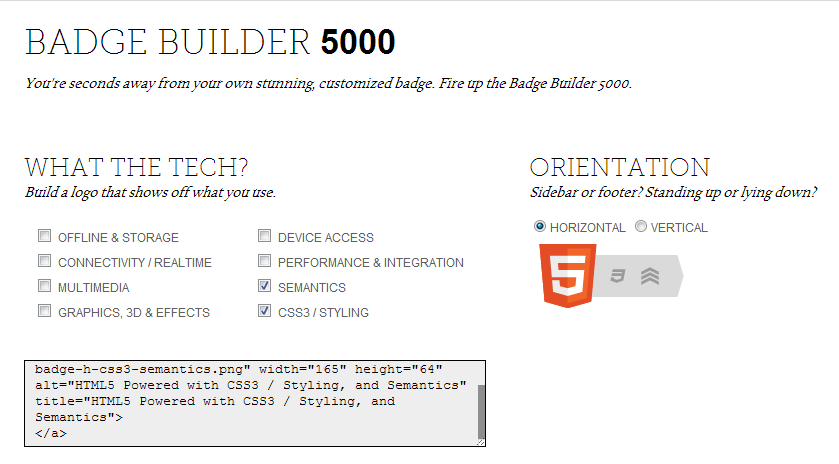 BADGE BUILDER 5000
You're seconds away from your own stunning, customized badge. Fire up the Badge Builder 5000.
WHAT THE TECH?
Build a logo that shows off what you use.
OFFLINE & STORAGE
DEVICE ACCESS
CONNECTIVITY / REALTIME
PERFORMANCE & INTEGRATION
MULTIMEDIA
SEMANTICS
GRAPHICS, 3D & EFFECTS
CSS3 / STYLING
badge-h-css3-semantics.png" width="165" height="64"
alt="HTML5 Powered with CSS3 / Styling, and Semantics"
title="HTML5 Powered with CSS3 / Styling, and
Semantics">
</a>
ORIENTATION
Sidebar or footer? Standing up or lying down?
HORIZONTAL VERTICAL
5